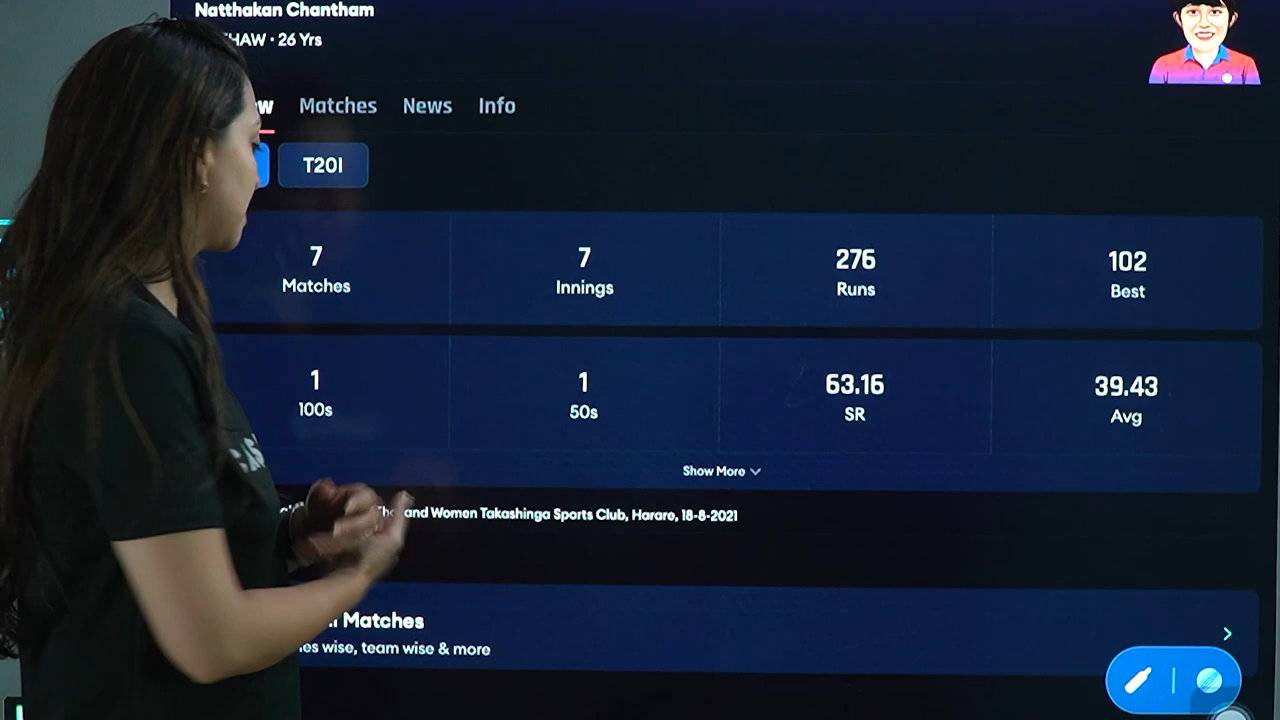 Natthakan Chantham
HAW · 26 Yrs
Matches News Info
T20I
7
Matches
7
Innings
276
Runs
102
Best
1
100s
1
50s
63.16
SR
39.43
Avg
Show More
and Women Takashinga Sports Club, Harare, 18-8-2021
Matches
wise, team wise & more